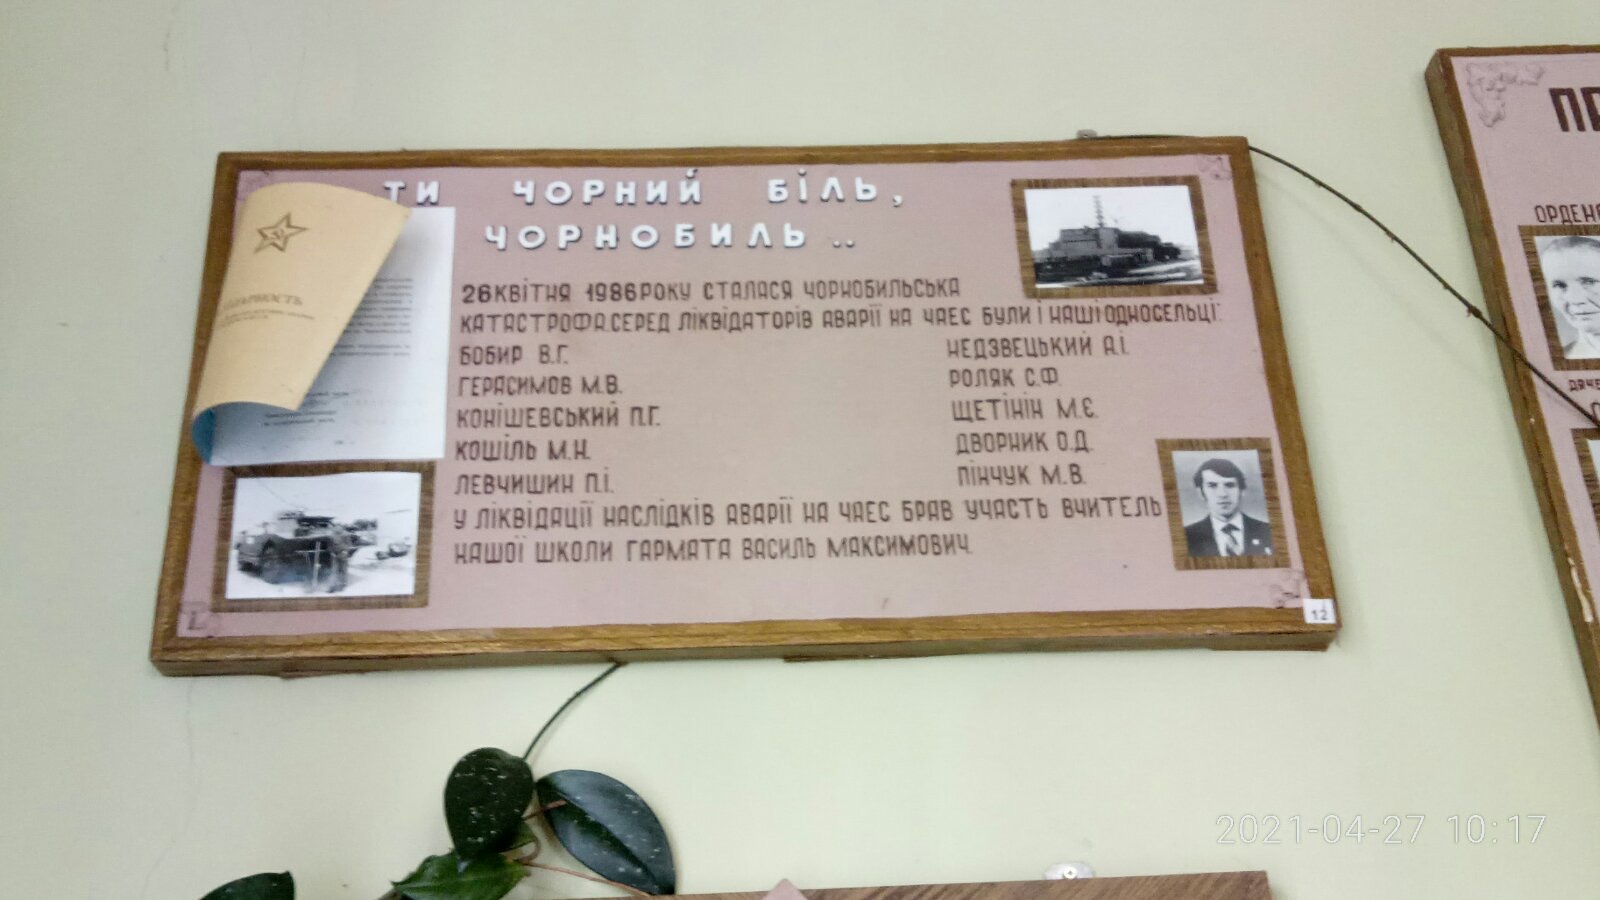 ТИ ЧОРНИЙ БІЛЬ,
ЧОРНОБИЛЬ ..
26 КВІТНЯ 1986 РОКУ СТАЛАСЯ ЧОРНОБИЛЬСЬКА
КАТАСТРОФА.СЕРЕД ЛІКВІДАТОРІВ АВАРІЇ НА ЧАЕС БУЛИ І НАШІ ОДНОСЕЛЬЦІ:
БОБИР В.Г.
ГЕРАСИМОВ М.В.
КОНІШЕВСЬКИЙ П.Г.
КОШІЛЬ М.Н.
ЛЕВЧИШИН П.І.
НЕДЗВЕЦЬКИЙ А.І.
РОЛЯК С.Ф.
ЩЕТІНІН М.Є.
ДВОРНИК О.Д.
ПІНЧУК М.В.
У ЛІКВІДАЦІЇ НАСЛІДКІВ АВАРІЇ НА ЧАЕС БРАВ УЧАСТЬ ВЧИТЕЛЬ
НАШОЇ ШКОЛИ ГАРМАТА ВАСИЛЬ МАКСИМОВИЧ.
12
2021-04-27 10:17